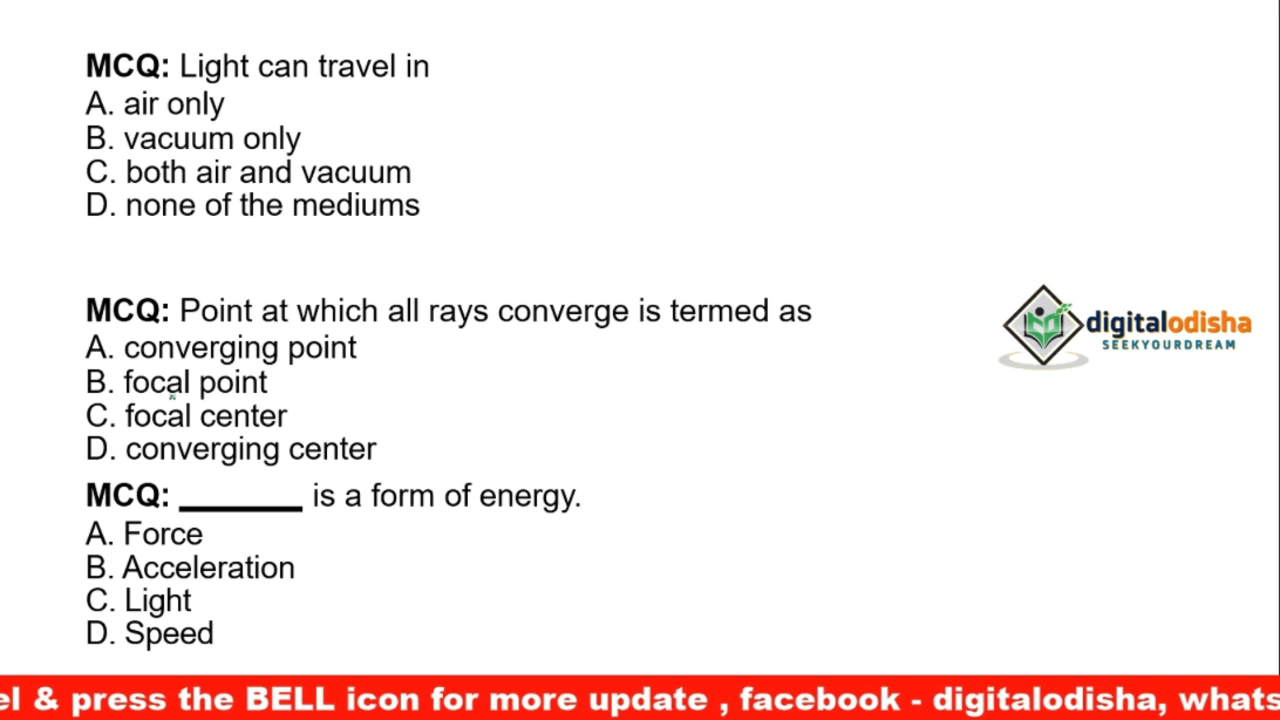 MCQ: Light can travel in
A. air only
B. vacuum only
C. both air and vacuum
D. none of the mediums
MCQ: Point at which all rays converge is termed as
A. converging point
B. focal point
C. focal center
D. converging center
digitalodisha
SEEKYOURDREAM
MCQ: _______ is a form of energy.
A. Force
B. Acceleration
C. Light
D. Speed
el & press the BELL icon for more update , facebook - digitalodisha, whats